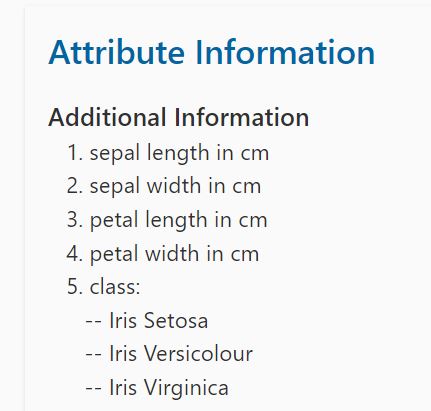 Attribute Information
Additional Information
1. sepal length in cm
2. sepal width in cm
3. petal length in cm
4. petal width in cm
5. class:
-- Iris Setosa
-- Iris Versicolour
-- Iris Virginica